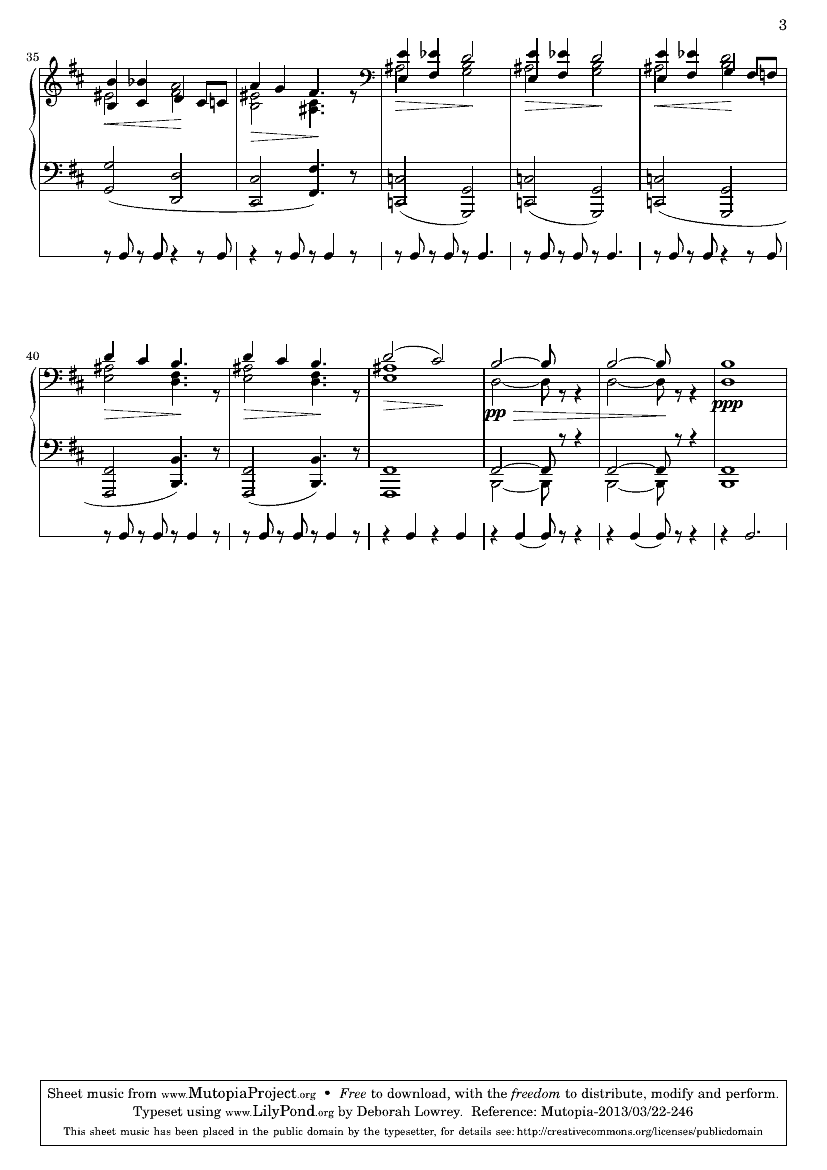 3
35
40
pp
ppp
Sheet music from www.MutopiaProject.org • Free to download, with the freedom to distribute, modify and perform.
Typeset using www.LilyPond.org by Deborah Lowrey. Reference: Mutopia-2013/03/22-246
This sheet music has been placed in the public domain by the typesetter, for details see: http://creativecommons.org/licenses/publicdomain